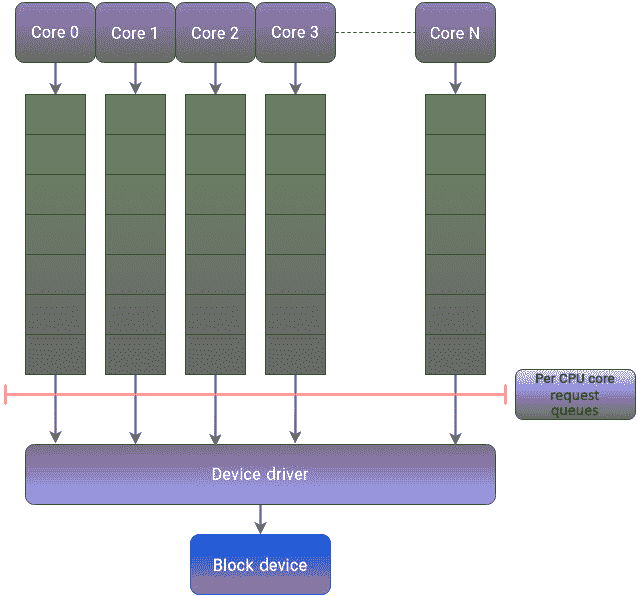 Core 0
Core 1
Core 2
Core 3
Core N
Per CPU core
request
queues
Device driver
Block device